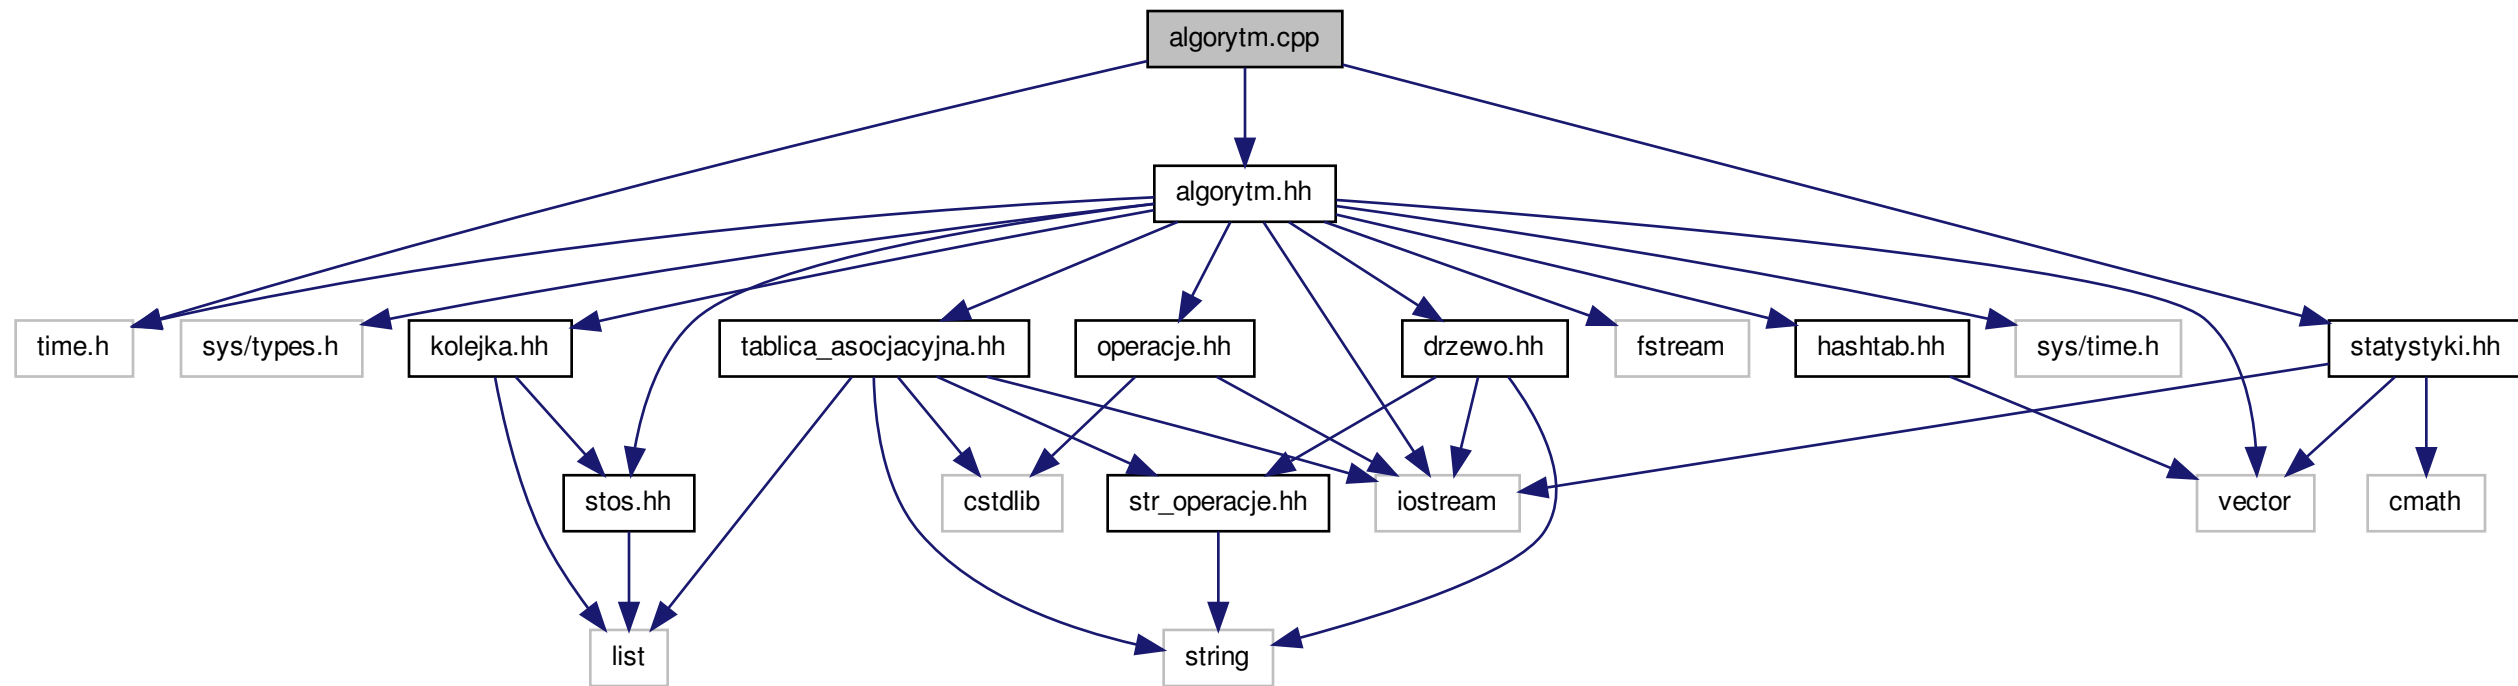 algorytm.cpp
algorytm.hh
time.h
sys/types.h
kolejka.hh
tablica_asocjacyjna.hh
operacje.hh
drzewo.hh
fstream
hashtab.hh
sys/time.h
statystyki.hh
stos.hh
cstdlib
str_operacje.hh
iostream
vector
cmath
list
string